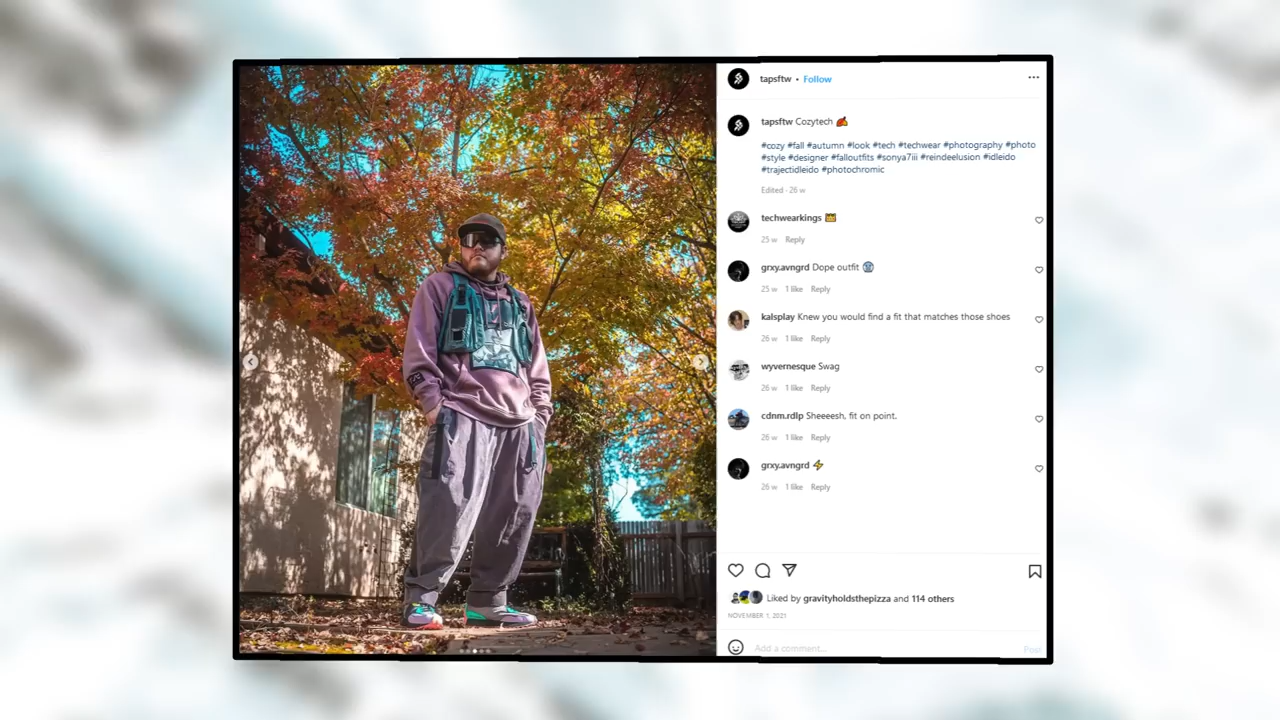 tapsftw • Follow
tapsftw Cozytech 🍂
#cozy #fall #autumn #look #tech #techwear #photography #photo
#style #designer #falloutfits #sonya7iii #reindeelusion #idleido
#trajectidleido #photochromic
Edited · 26 w
techwearkings 👑
25 w Reply
grxy.avngrd Dope outfit
25 w 1 like Reply
kalsplay Knew you would find a fit that matches those shoes
26 w 1 like Reply
wyvernesque Swag
26 w 1 like Reply
cdnm.rdlp Sheeeesh, fit on point.
26 w 1 like Reply
grxy.avngrd ⚡
26 w 1 like Reply
Liked by gravityholdsthepizza and 114 others
NOVEMBER 1, 2021
Add a comment...
Post